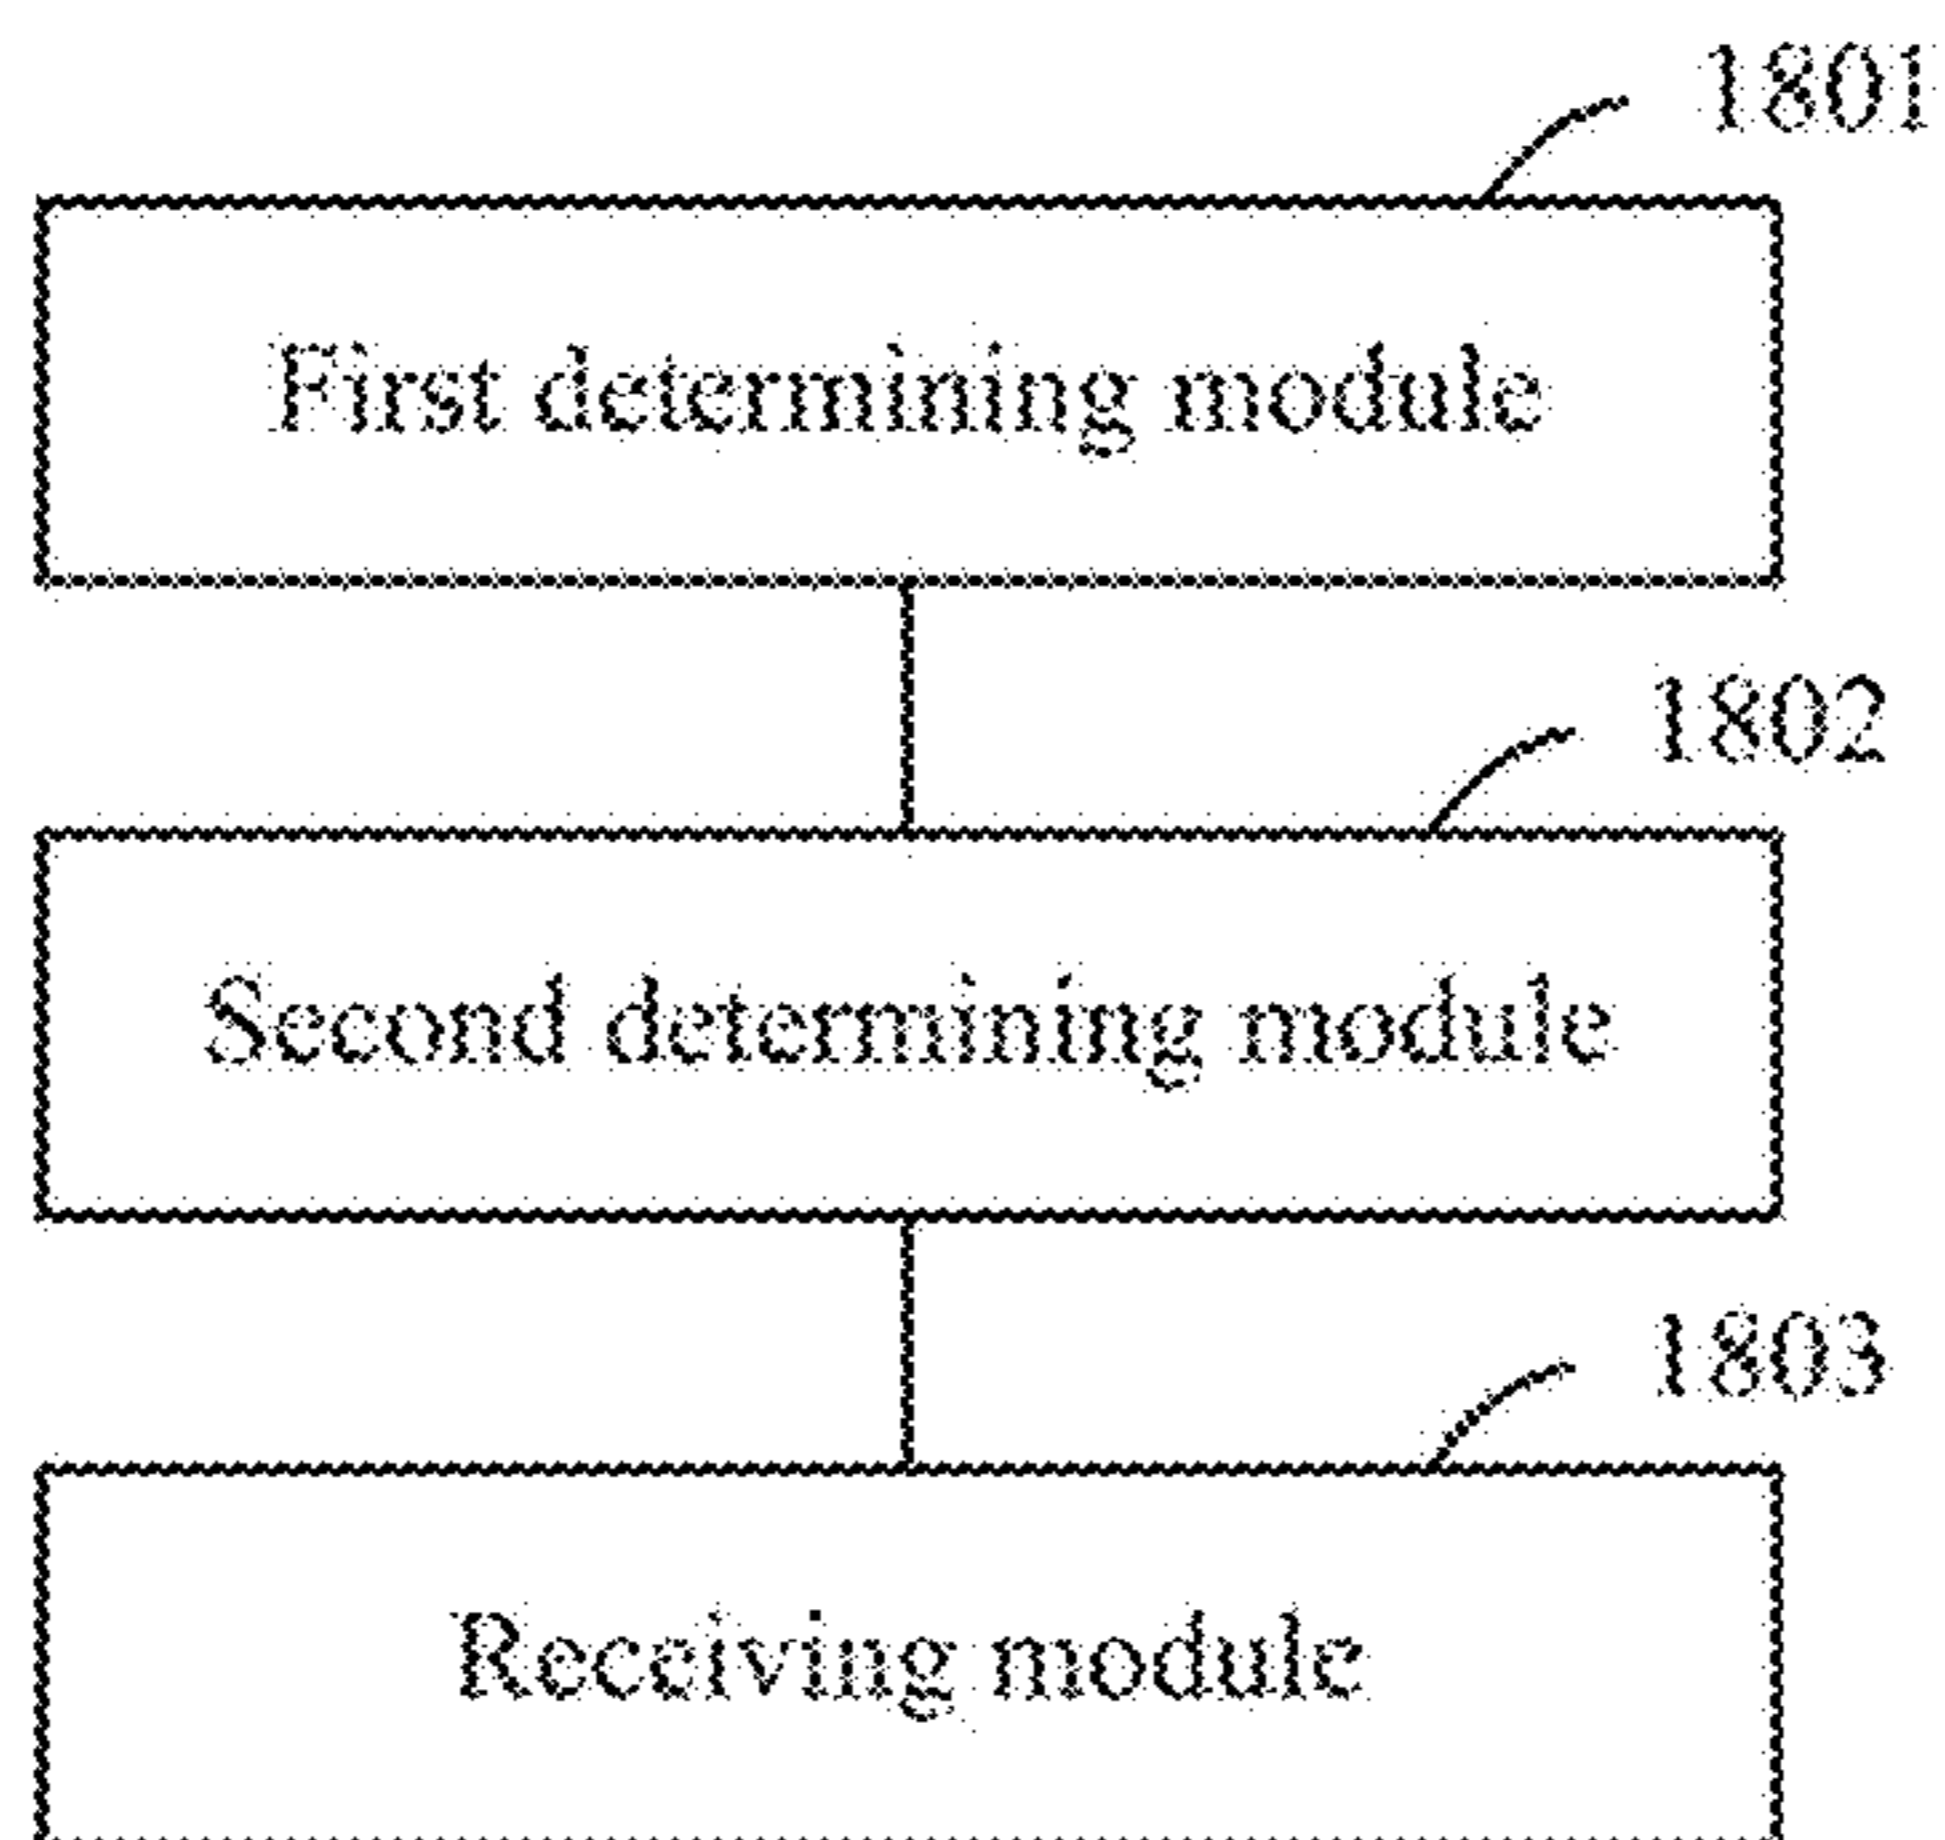 1801
First determining module
1802
Second determining module
1803
Receiving module